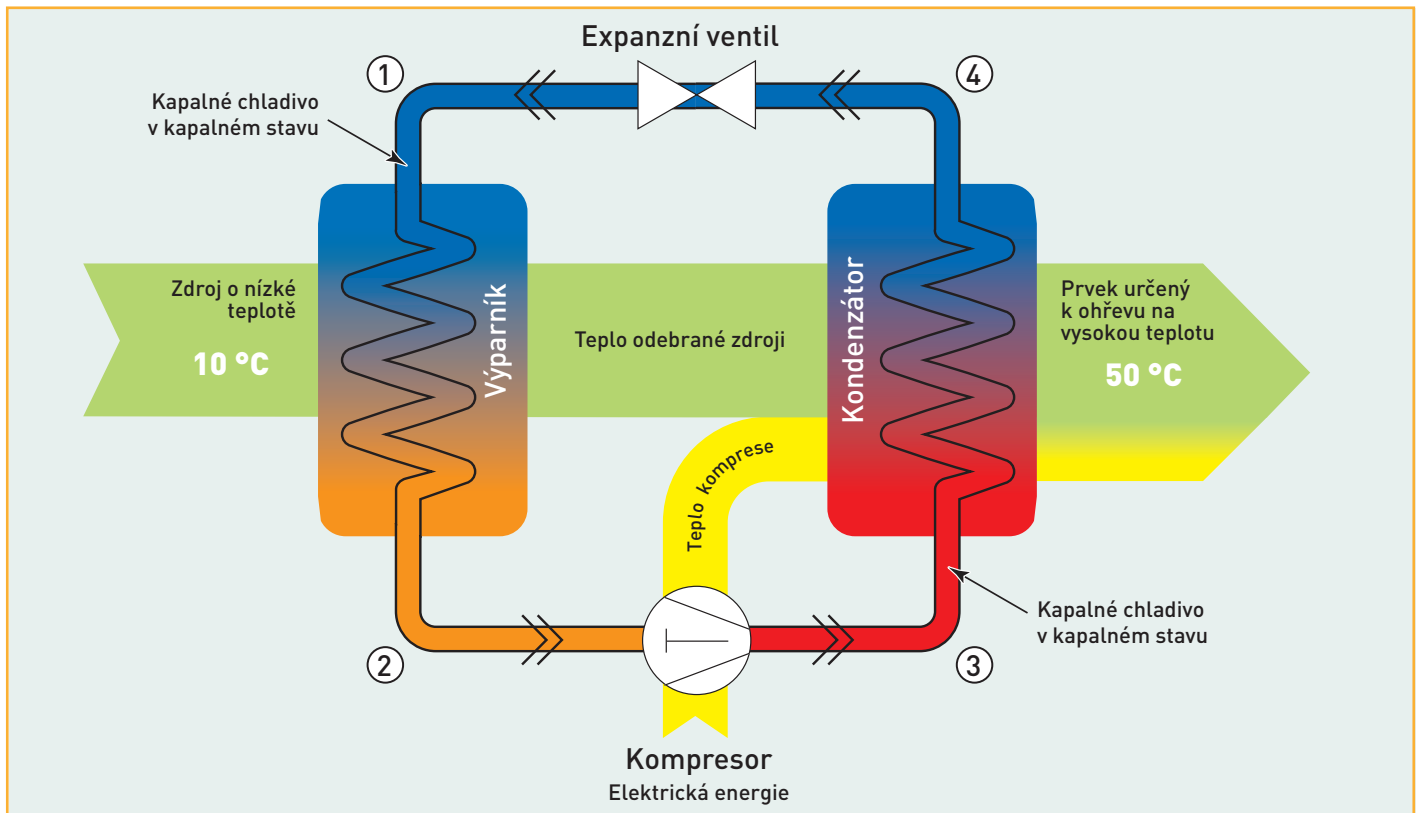 Expanzní ventil
1
4
Kapalné chladivo
v kapalném stavu
Zdroj o nízké
teplotě
10 °C
Výparník
Teplo odebrané zdroji
Kondenzátor
Prvek určený
k ohřevu na
vysokou teplotu
50 °C
Teplo komprese
Kapalné chladivo
v kapalném stavu
2
3
Kompresor
Elektrická energie